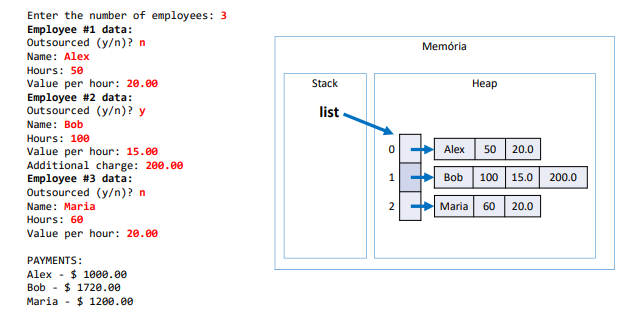 Enter the number of employees: 3
Employee #1 data:
Outsourced (y/n)? n
Name: Alex
Hours: 50
Value per hour: 20.00
Employee #2 data:
Outsourced (y/n)? y
Name: Bob
Hours: 100
Value per hour: 15.00
Additional charge: 200.00
Employee #3 data:
Outsourced (y/n)? n
Name: Maria
Hours: 60
Value per hour: 20.00
PAYMENTS:
Alex - $ 1000.00
Bob - $ 1720.00
Maria - $ 1200.00
Memória
Stack
Heap
list
0 Alex 50 20.0
1 Bob 100 15.0 200.0
2 Maria 60 20.0